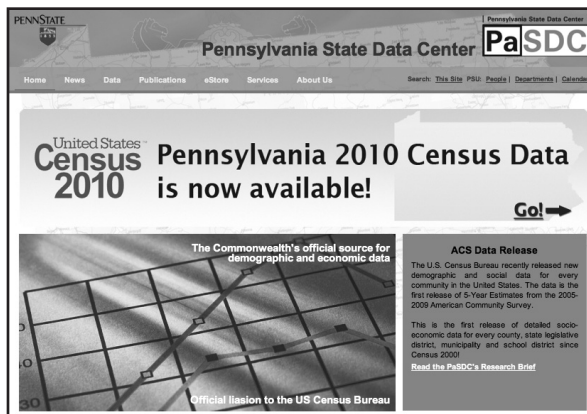 PENNSTATE
Pennsylvania State Data Center
Pennsylvania State Data Center
PaSDC
Home News Data Publications eStore Services About Us
Search: This Site PSU: People | Departments | Calenda
United States
Census
2010
Pennsylvania 2010 Census Data
is now available!
Go!
The Commonwealth's official source for
demographic and economic data
Official liasion to the US Census Bureau
ACS Data Release
The U.S. Census Bureau recently released new
demographic and social data for every
community in the United States. The data is the
first release of 5-Year Estimates from the 2005-
2009 American Community Survey.
This is the first release of detailed socio-
economic data for every county, state legislative
district, municipality and school district since
Census 2000!
Read the PaSDC's Research Brief